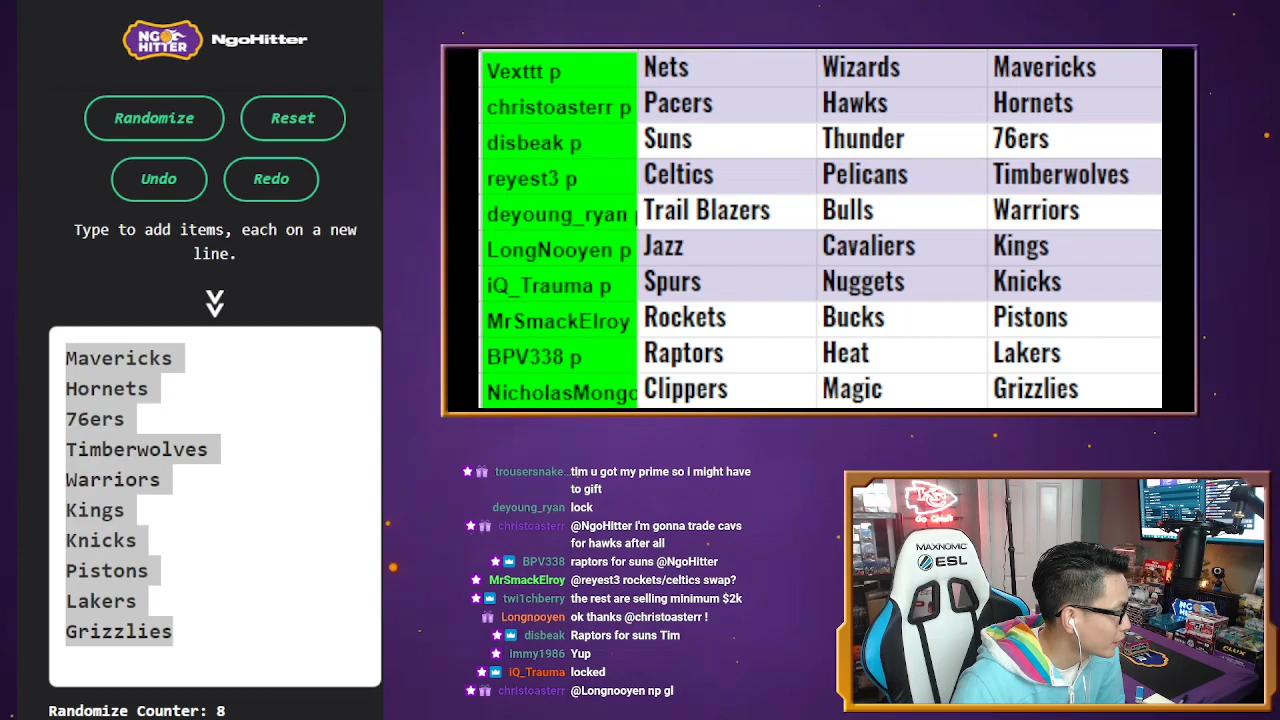 NGO HITTER NgoHitter
Randomize Reset
Undo Redo
Type to add items, each on a new
line.
Mavericks
Hornets
76ers
Timberwolves
Warriors
Kings
Knicks
Pistons
Lakers
Grizzlies
Randomize Counter: 8
Vexttt p Nets Wizards Mavericks
christoasterr p Pacers Hawks Hornets
disbeak p Suns Thunder 76ers
reyest3 p Celtics Pelicans Timberwolves
deyoung_ryan p Trail Blazers Bulls Warriors
LongNooyen p Jazz Cavaliers Kings
iQ_Trauma p Spurs Nuggets Knicks
MrSmackElroy Rockets Bucks Pistons
BPV338 p Raptors Heat Lakers
NicholasMongo Clippers Magic Grizzlies
trousersnake... tim u got my prime so i might have
to gift
deyoung_ryan lock
christoasterr @NgoHitter i'm gonna trade cavs
for hawks after all
BPV338 raptors for suns @NgoHitter
MrSmackElroy @reyest3 rockets/celtics swap?
twi1chberry the rest are selling minimum $2k
Longnooyen ok thanks @christoasterr !
disbeak Raptors for suns Tim
Immy1986 Yup
iQ_Trauma locked
christoasterr @Longnooyen np gl
MAXNOMIC
ESL